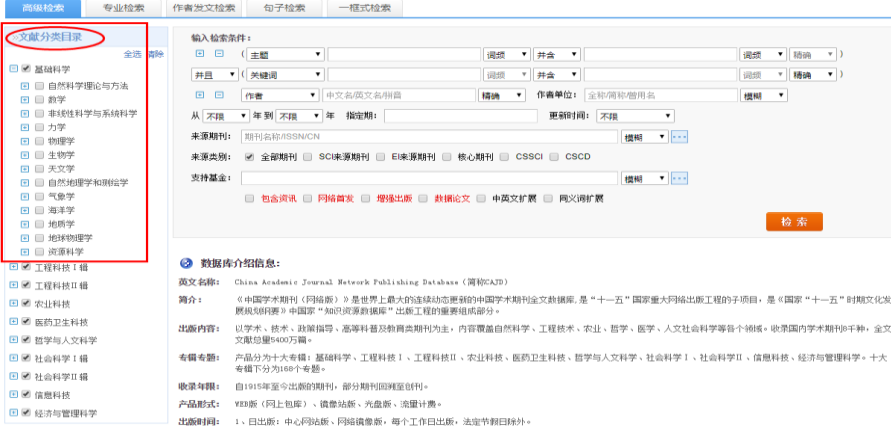 高级检索 专业检索 作者发文检索 句子检索 一框式检索
文献分类目录
全选 清除
基础科学
自然科学理论与方法
数学
非线性科学与系统科学
力学
物理学
生物学
天文学
自然地理学和测绘学
气象学
海洋学
地质学
地球物理学
资源科学
工程科技Ⅰ辑
工程科技Ⅱ辑
农业科技
医药卫生科技
哲学与人文科学
社会科学Ⅰ辑
社会科学Ⅱ辑
信息科技
经济与管理科学
输入检索条件：
( 主题 词频 并含 词频 精确 )
并且 ( 关键词 词频 并含 词频 精确 )
作者 中文名/英文名/拼音 精确 作者单位： 全称/简称/曾用名 模糊
从 不限 年 到 不限 年 指定期： 更新时间： 不限
来源期刊： 期刊名称/ISSN/CN 模糊 ...
来源类别： 全部期刊 SCI来源期刊 EI来源期刊 核心期刊 CSSCI CSCD
支持基金： 模糊 ...
包含资讯 网络首发 增强出版 数据论文 中英文扩展 同义词扩展
检索
数据库介绍信息：
英文名称： China Academic Journal Network Publishing Database（简称CAJD）
简介： 《中国学术期刊（网络版）》是世界上最大的连续动态更新的中国学术期刊全文数据库，是“十一五”国家重大网络出版工程的子项目，是《国家“十一五”时期文化发
展规划纲要》中国家“知识资源数据库”出版工程的重要组成部分。
出版内容： 以学术、技术、政策指导、高等科普及教育类期刊为主，内容覆盖自然科学、工程技术、农业、哲学、医学、人文社会科学等各个领域。收录国内学术期刊8千种，全文
文献总量5400万篇。
专辑专题： 产品分为十大专辑：基础科学、工程科技Ⅰ、工程科技Ⅱ、农业科技、医药卫生科技、哲学与人文科学、社会科学Ⅰ、社会科学Ⅱ、信息科技、经济与管理科学。十大
专辑下分为168个专题。
收录年限： 自1915年至今出版的期刊，部分期刊回溯至创刊。
产品形式： WEB版（网上包库）、镜像站版、光盘版、流量计费。
出版时间： 1、日出版：中心网站版、网络镜像版，每个工作日出版，法定节假日除外。